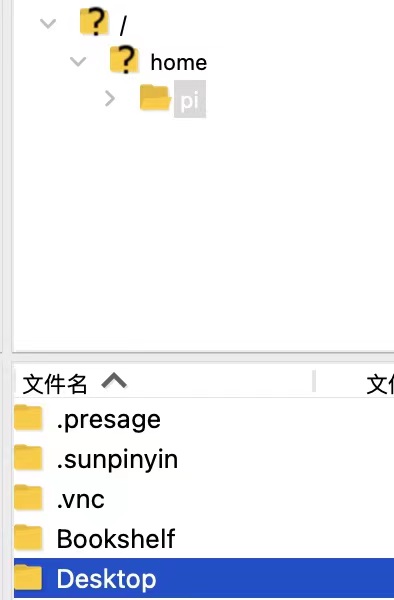 /
home
pi
文件名 文
.presage
.sunpinyin
.vnc
Bookshelf
Desktop